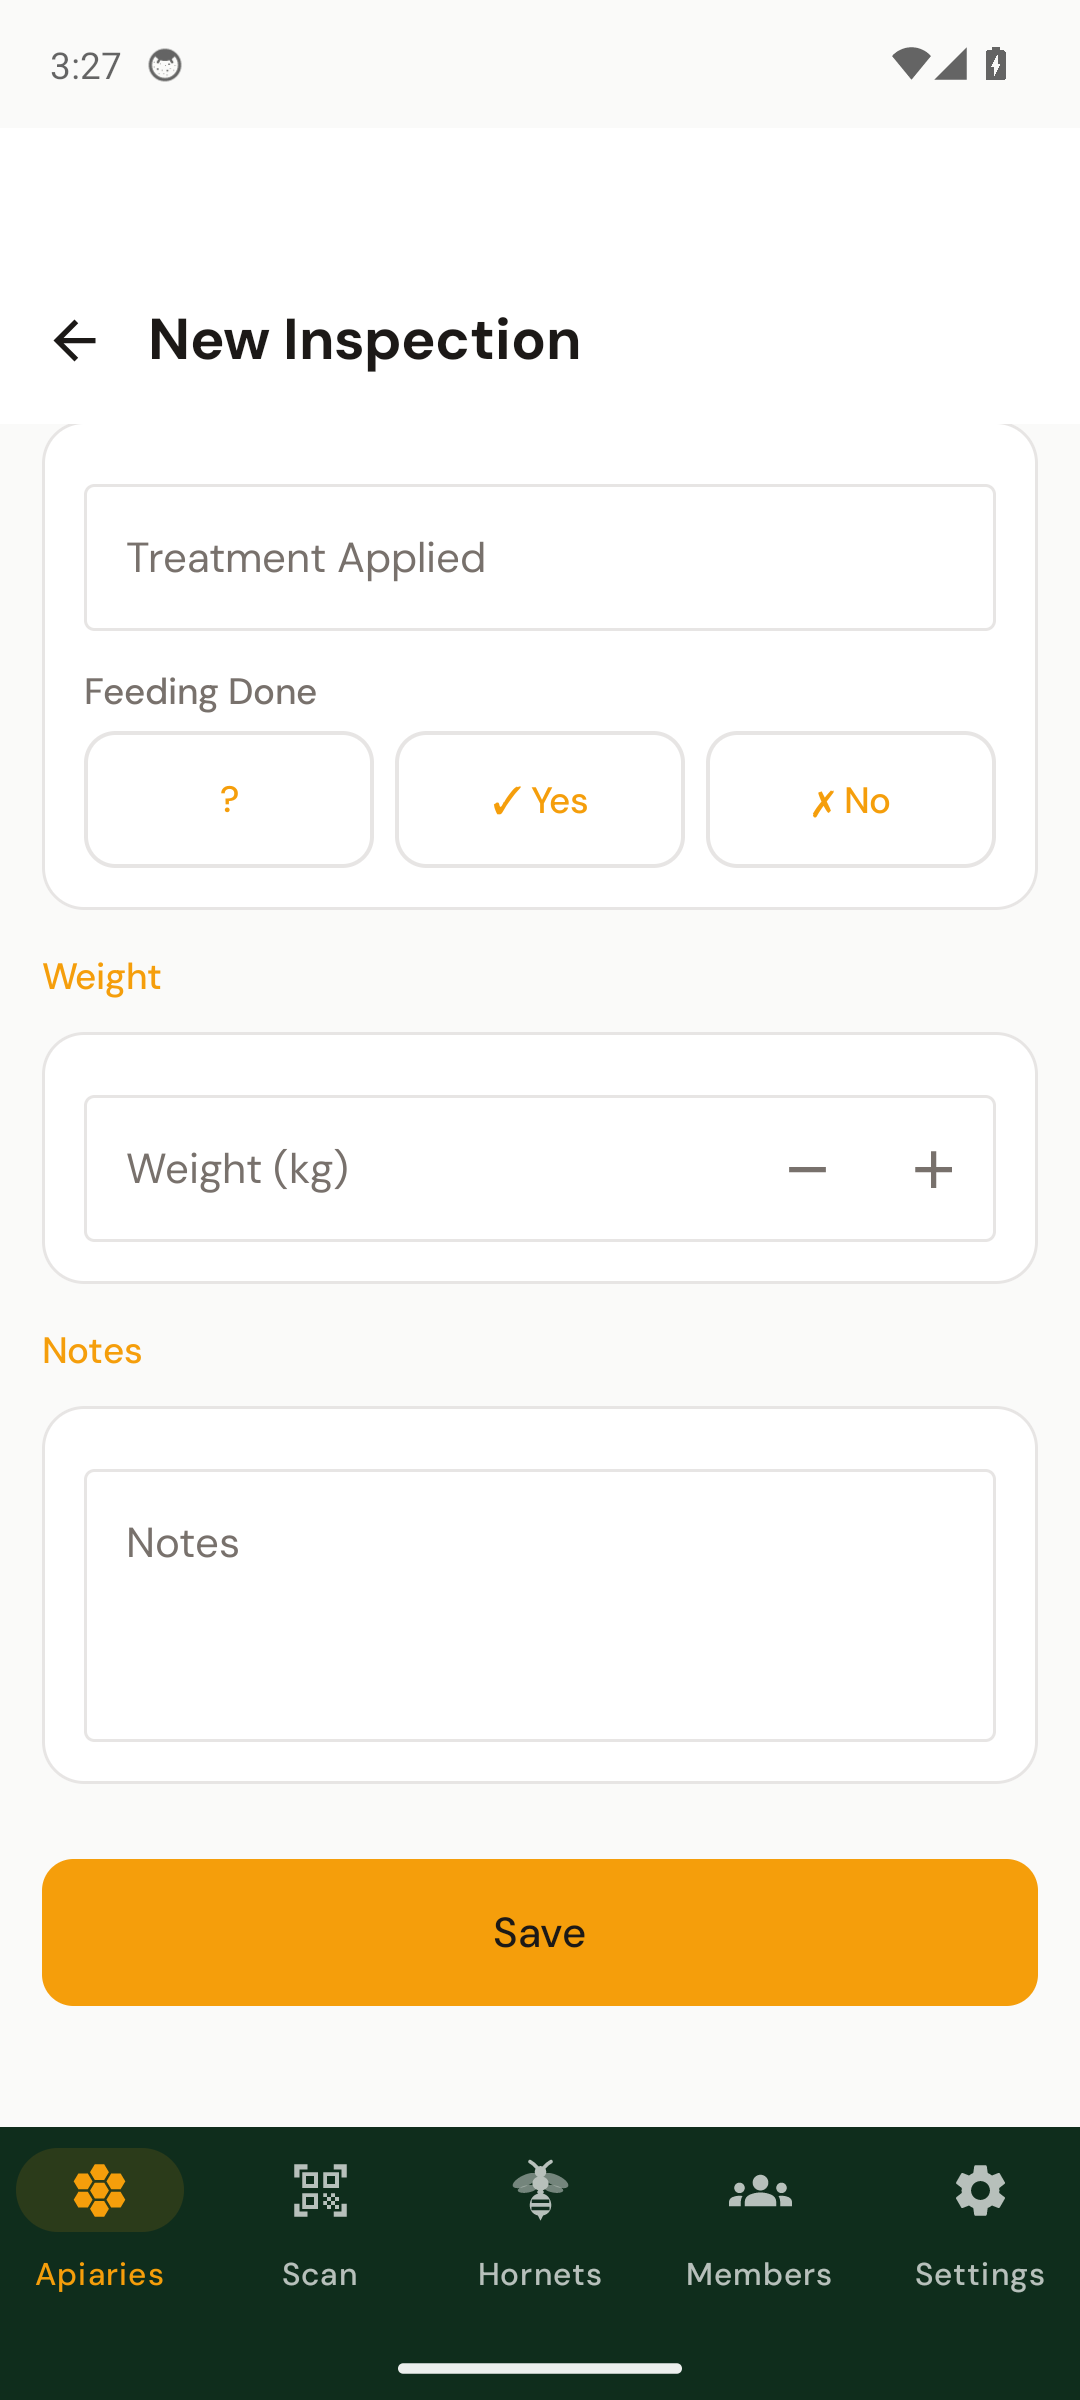 3:27
New Inspection
Treatment Applied
Feeding Done
?
✓ Yes
✗ No
Weight
Weight (kg)
Notes
Notes
Save
Apiaries
Scan
Hornets
Members
Settings